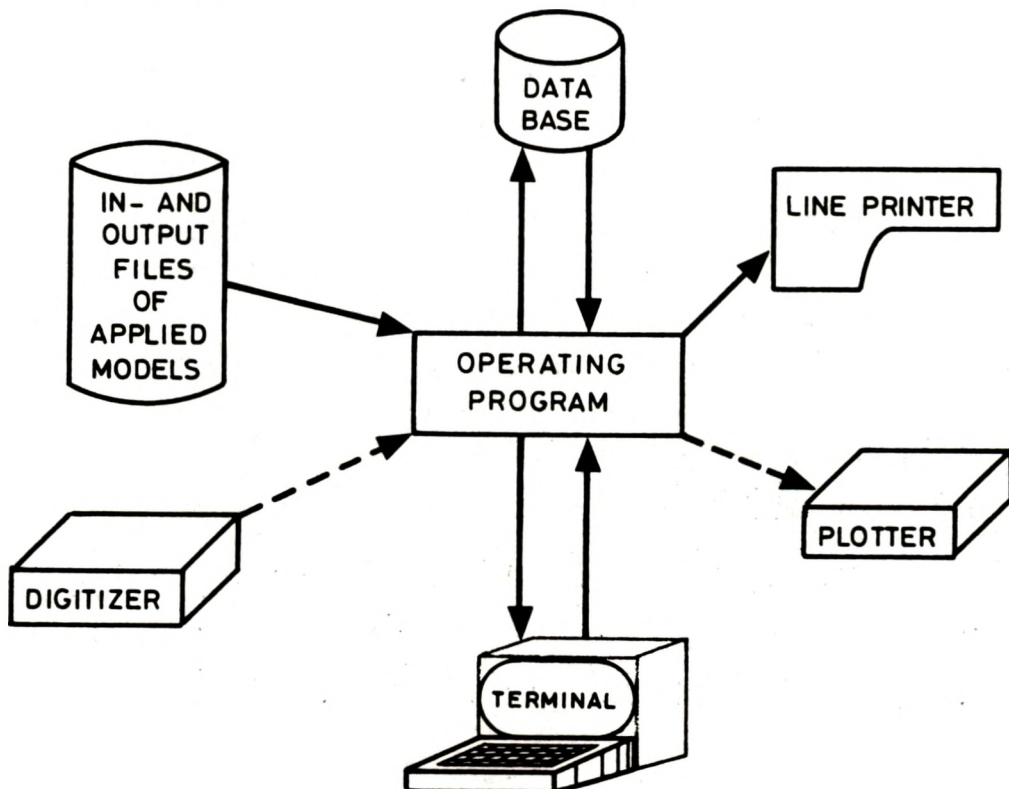 DATA
BASE
IN- AND
OUTPUT
FILES
OF
APPLIED
MODELS
LINE PRINTER
OPERATING
PROGRAM
DIGITIZER
PLOTTER
TERMINAL